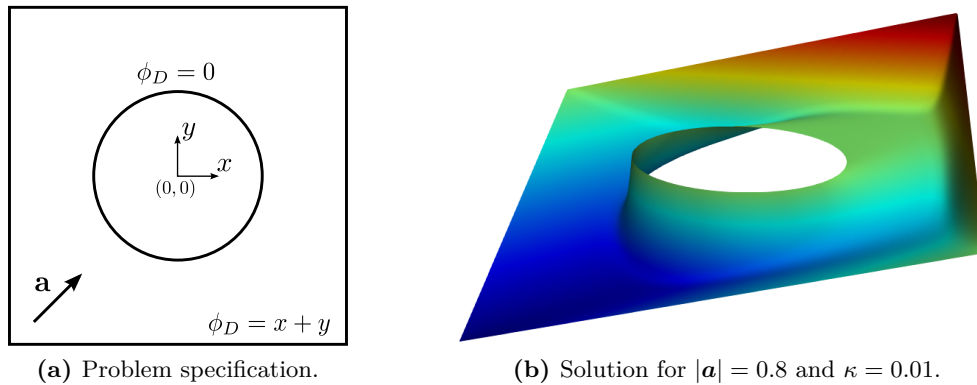 ϕ_D = 0
y
x
(0, 0)
a
ϕ_D = x + y
(a) Problem specification.
(b) Solution for |a| = 0.8 and κ = 0.01.